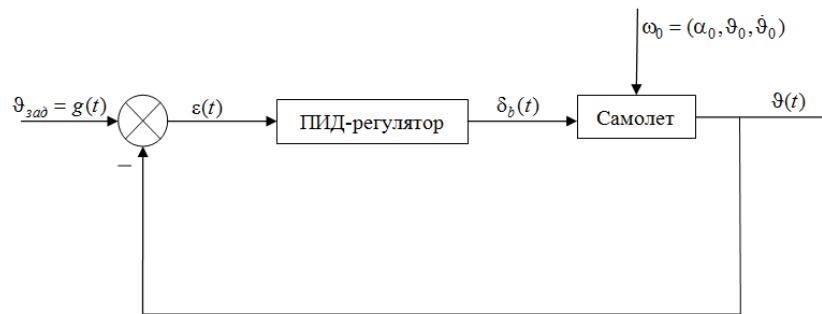 ω₀ = (α₀, ϑ₀, ϑ̇₀)
ϑзад = g(t)
ε(t)
ПИД-регулятор
δb(t)
Самолет
ϑ(t)
−